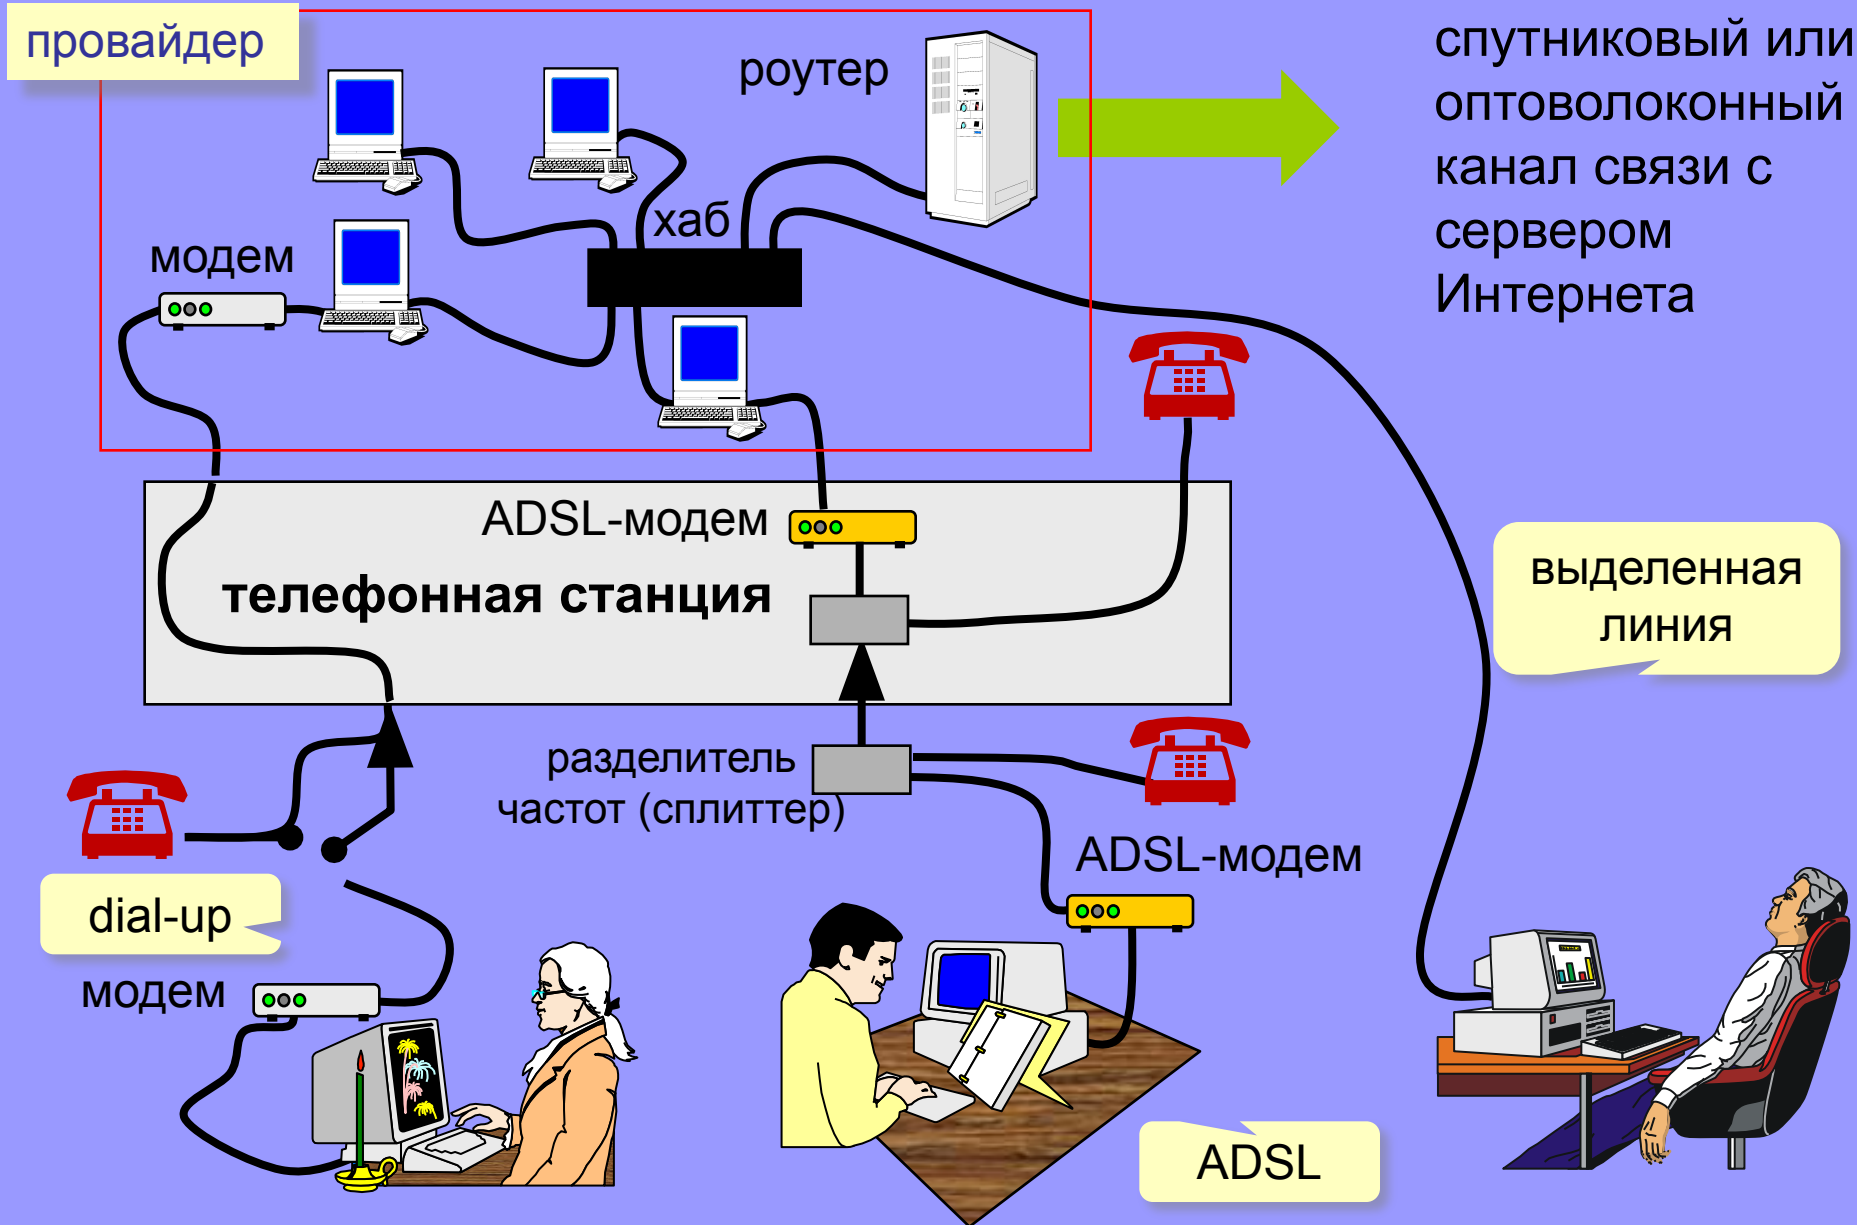 провайдер
роутер
спутниковый или
оптоволоконный
канал связи с
сервером
Интернета
хаб
модем
ADSL-модем
телефонная станция
выделенная
линия
разделитель
частот (сплиттер)
ADSL-модем
dial-up
модем
ADSL